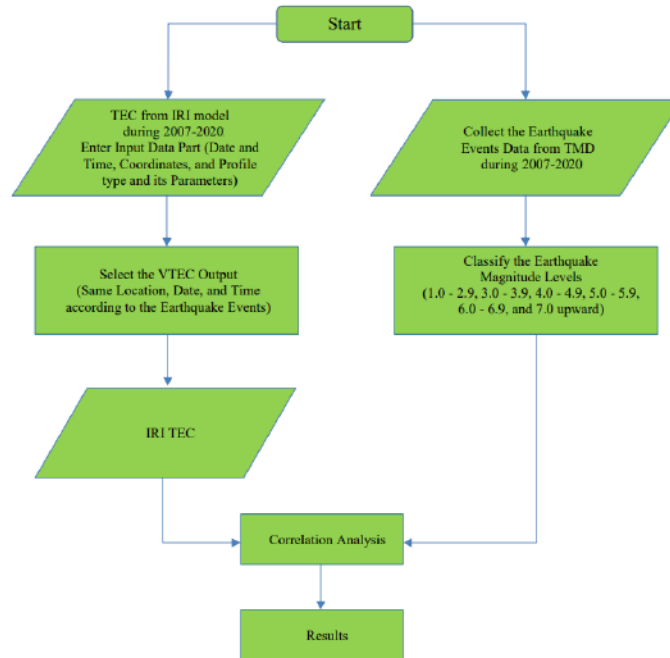 Start
TEC from IRI model
during 2007-2020
Enter Input Data Part (Date and
Time, Coordinates, and Profile
type and its Parameters)
Collect the Earthquake
Events Data from TMD
during 2007-2020
Select the VTEC Output
(Same Location, Date, and Time
according to the Earthquake Events)
Classify the Earthquake
Magnitude Levels
(1.0 - 2.9, 3.0 - 3.9, 4.0 - 4.9, 5.0 - 5.9,
6.0 - 6.9, and 7.0 upward)
IRI TEC
Correlation Analysis
Results